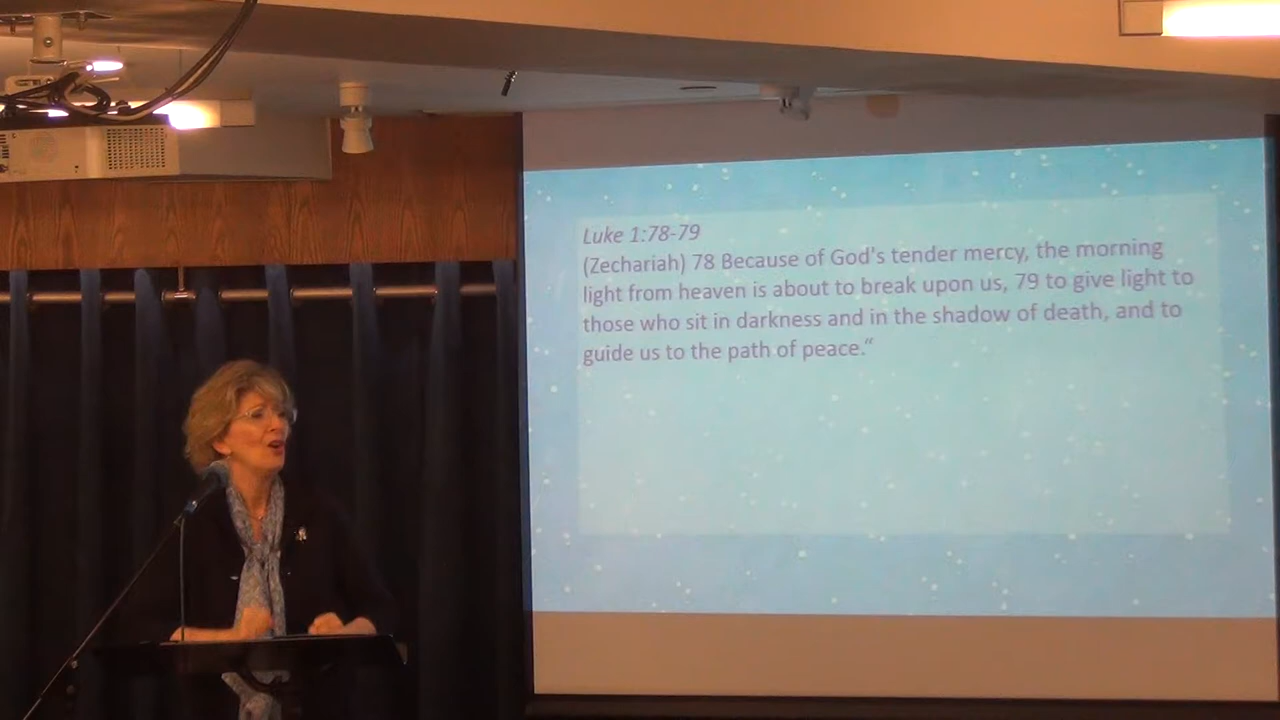 Luke 1:78-79
(Zechariah) 78 Because of God's tender mercy, the morning
light from heaven is about to break upon us, 79 to give light to
those who sit in darkness and in the shadow of death, and to
guide us to the path of peace.“